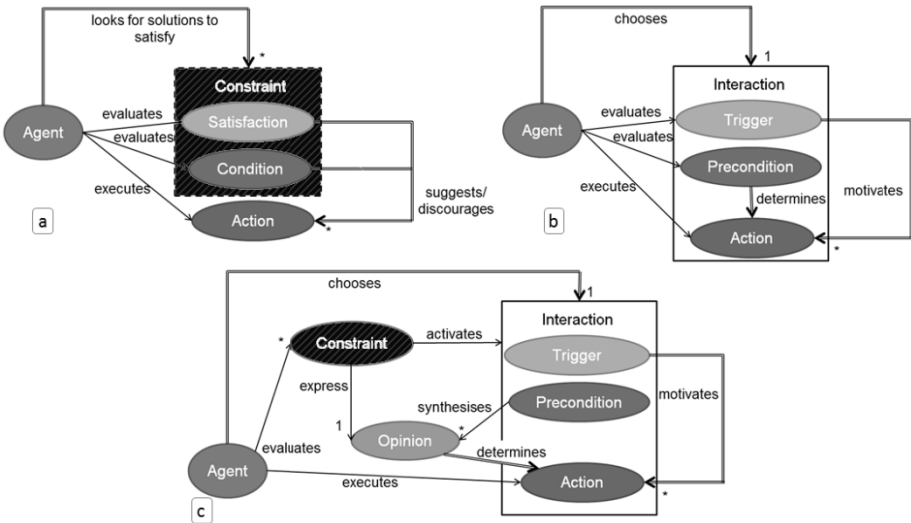 looks for solutions to
satisfy
*
Constraint
evaluates
Satisfaction
Agent
evaluates
Condition
executes
suggests/
discourages
Action
*
a
chooses
1
Interaction
evaluates
Trigger
Agent
evaluates
Precondition
executes
determines
motivates
Action
*
b
chooses
1
Interaction
*
Constraint
activates
Trigger
express
motivates
synthesises
Precondition
1
*
Opinion
evaluates
determines
Agent
executes
Action
*
c